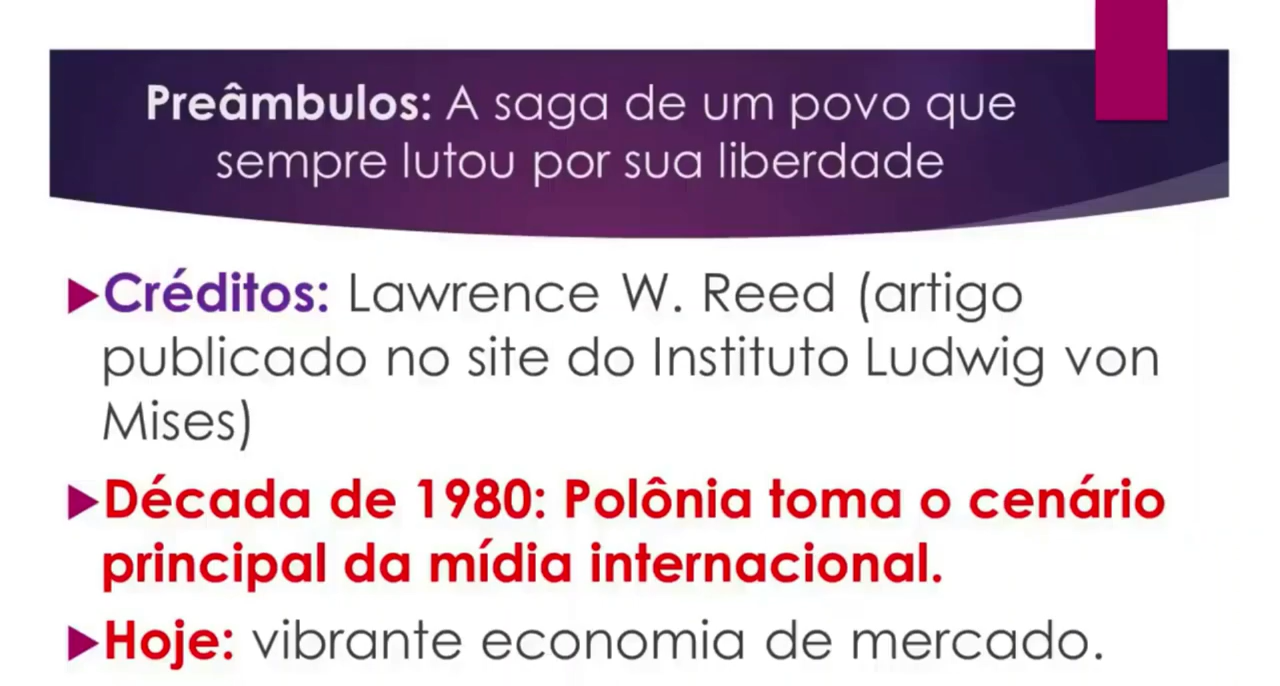 Preâmbulos: A saga de um povo que
sempre lutou por sua liberdade
Créditos: Lawrence W. Reed (artigo
publicado no site do Instituto Ludwig von
Mises)
Década de 1980: Polônia toma o cenário
principal da mídia internacional.
Hoje: vibrante economia de mercado.